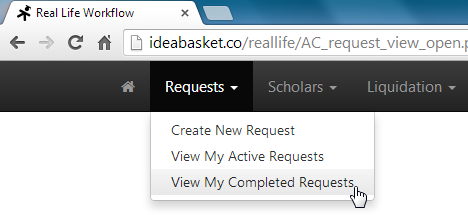 Real Life Workflow
ideabasket.co/reallife/AC_request_view_open.p
Requests Scholars Liquidation
Create New Request
View My Active Requests
View My Completed Requests